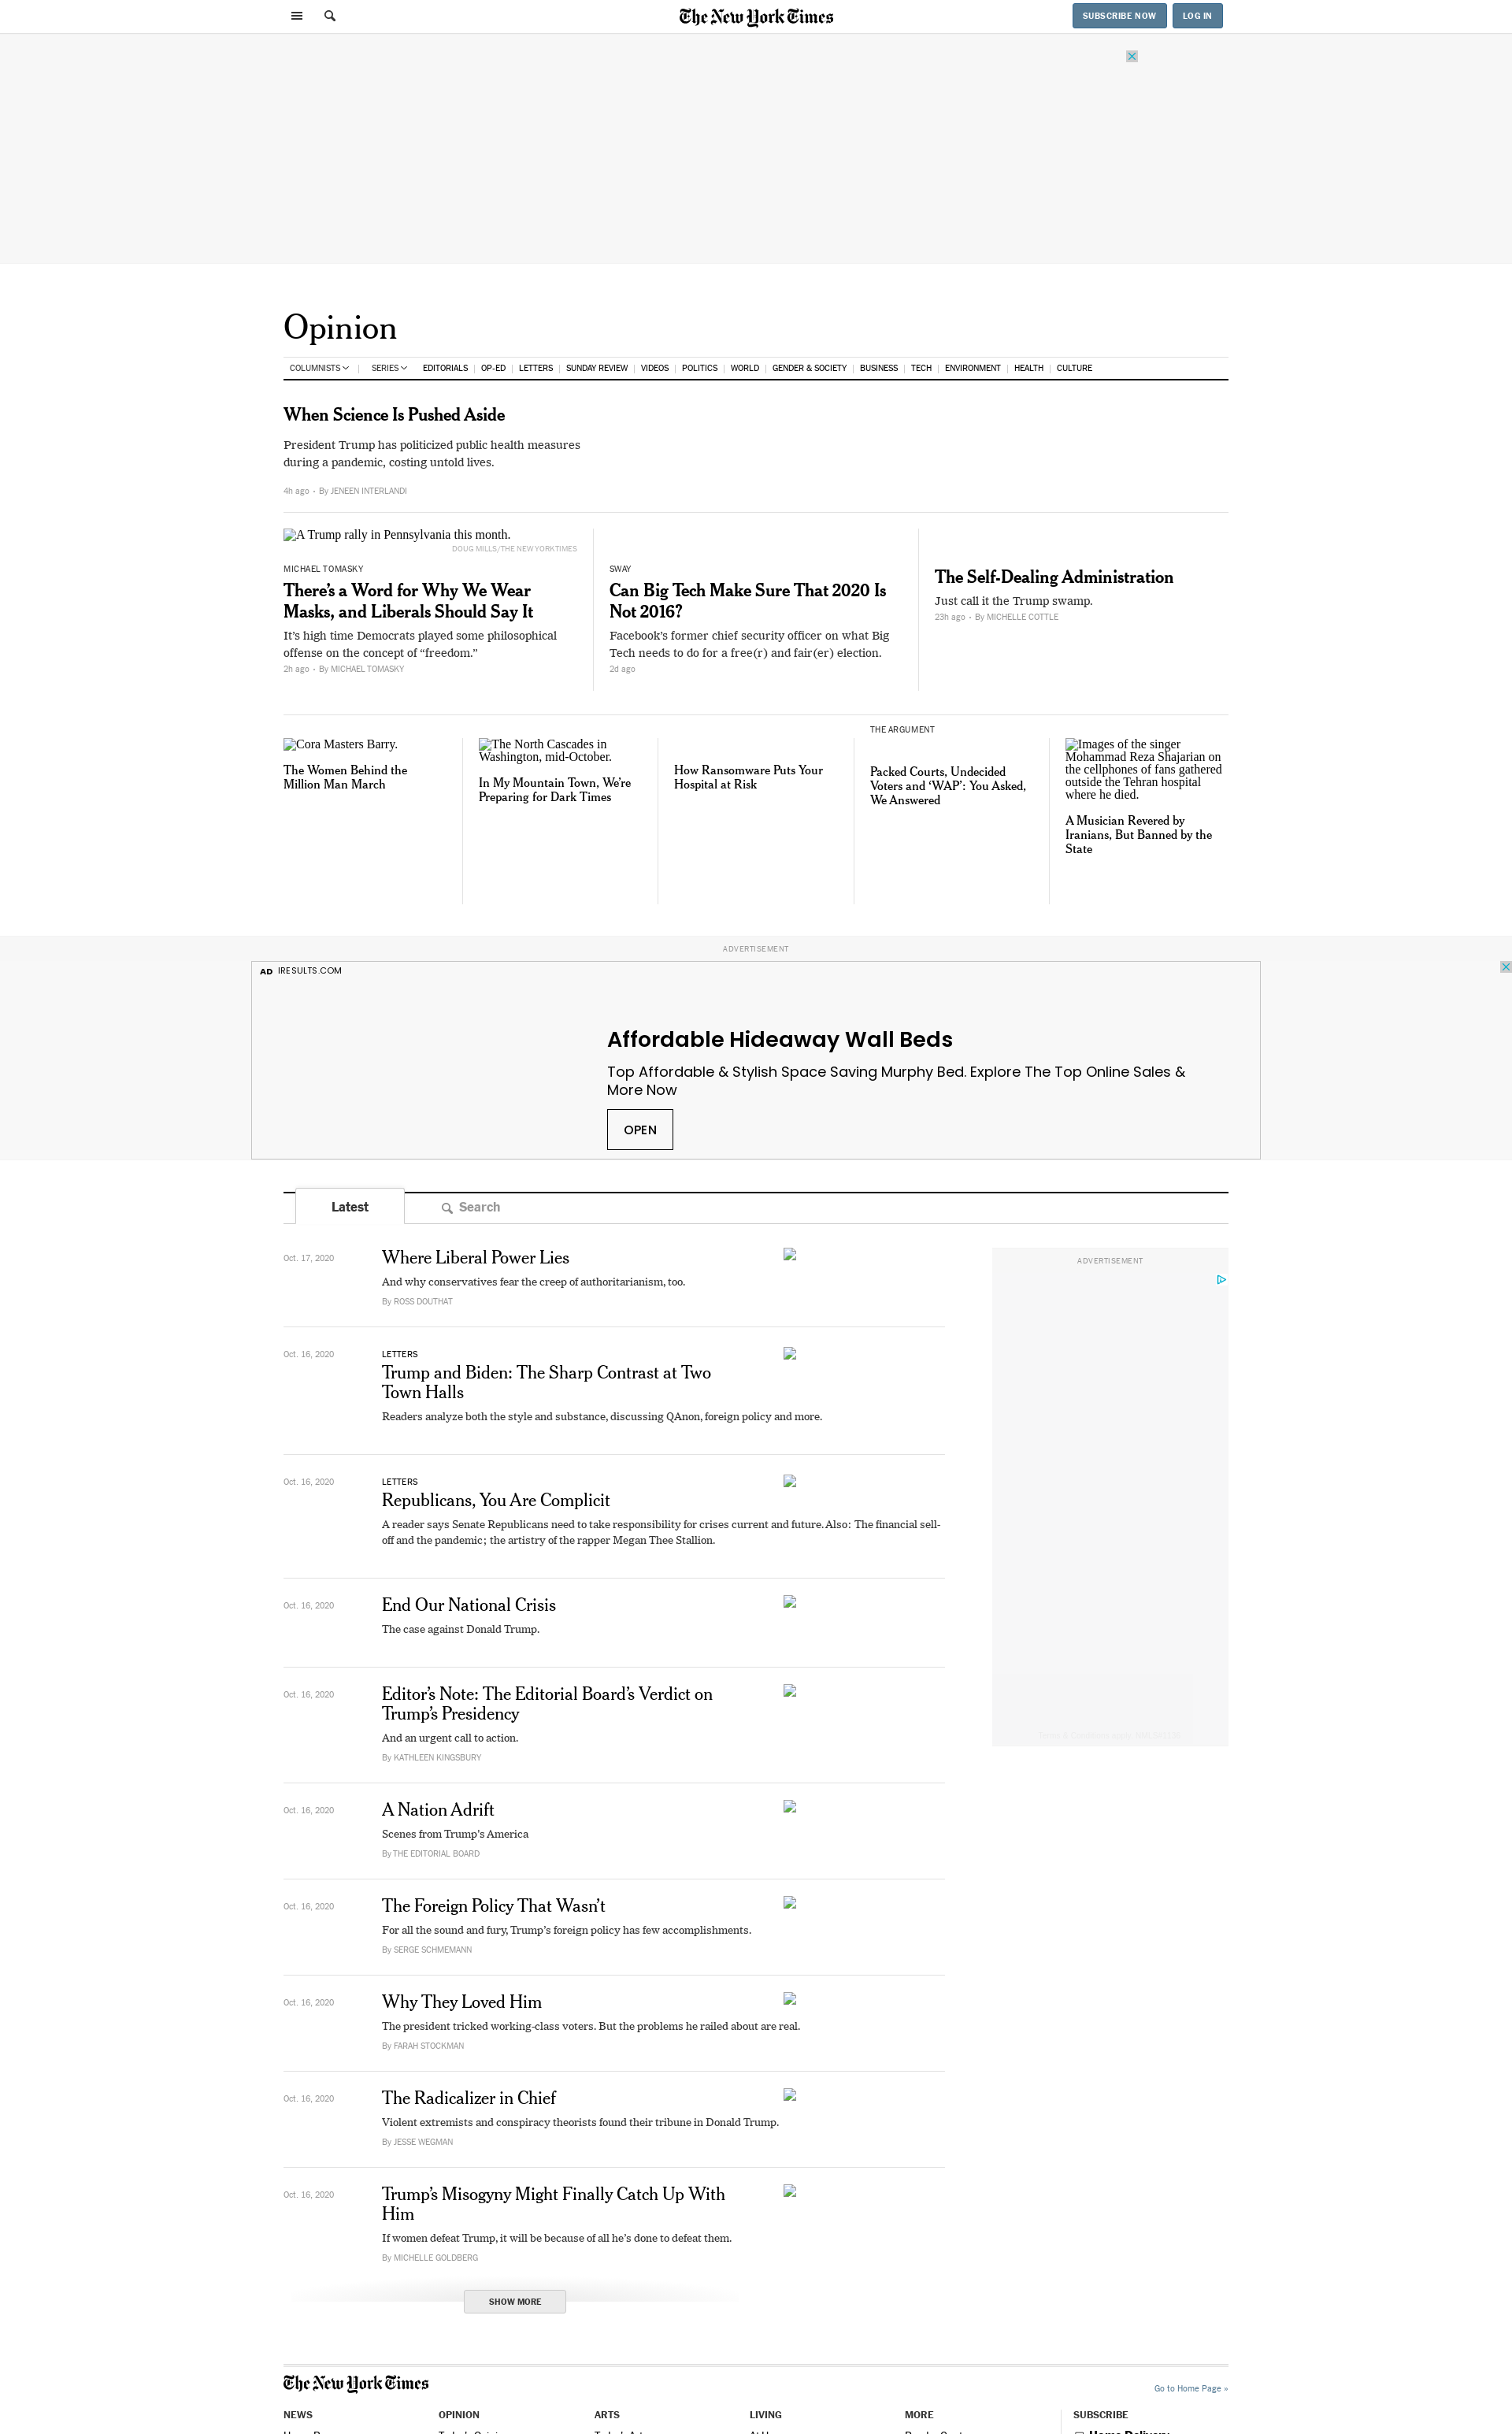 The New York Times
SUBSCRIBE NOW
LOG IN
Opinion
COLUMNISTS
SERIES
EDITORIALS
OP-ED
LETTERS
SUNDAY REVIEW
VIDEOS
POLITICS
WORLD
GENDER & SOCIETY
BUSINESS
TECH
ENVIRONMENT
HEALTH
CULTURE
When Science Is Pushed Aside
President Trump has politicized public health measures
during a pandemic, costing untold lives.
4h ago • By JENEEN INTERLANDI
A Trump rally in Pennsylvania this month.
DOUG MILLS/THE NEW YORK TIMES
MICHAEL TOMASKY
There’s a Word for Why We Wear
Masks, and Liberals Should Say It
It’s high time Democrats played some philosophical
offense on the concept of “freedom.”
2h ago • By MICHAEL TOMASKY
SWAY
Can Big Tech Make Sure That 2020 Is
Not 2016?
Facebook’s former chief security officer on what Big
Tech needs to do for a free(r) and fair(er) election.
2d ago
The Self-Dealing Administration
Just call it the Trump swamp.
23h ago • By MICHELLE COTTLE
Cora Masters Barry.
The Women Behind the
Million Man March
The North Cascades in
Washington, mid-October.
In My Mountain Town, We’re
Preparing for Dark Times
How Ransomware Puts Your
Hospital at Risk
THE ARGUMENT
Packed Courts, Undecided
Voters and ‘WAP’: You Asked,
We Answered
Images of the singer
Mohammad Reza Shajarian on
the cellphones of fans gathered
outside the Tehran hospital
where he died.
A Musician Revered by
Iranians, But Banned by the
State
ADVERTISEMENT
AD IRESULTS.COM
Affordable Hideaway Wall Beds
Top Affordable & Stylish Space Saving Murphy Bed. Explore The Top Online Sales &
More Now
OPEN
Latest
Search
Oct. 17, 2020
Where Liberal Power Lies
And why conservatives fear the creep of authoritarianism, too.
By ROSS DOUTHAT
ADVERTISEMENT
Oct. 16, 2020
LETTERS
Trump and Biden: The Sharp Contrast at Two
Town Halls
Readers analyze both the style and substance, discussing QAnon, foreign policy and more.
Oct. 16, 2020
LETTERS
Republicans, You Are Complicit
A reader says Senate Republicans need to take responsibility for crises current and future. Also: The financial sell-
off and the pandemic; the artistry of the rapper Megan Thee Stallion.
Oct. 16, 2020
End Our National Crisis
The case against Donald Trump.
Oct. 16, 2020
Editor’s Note: The Editorial Board’s Verdict on
Trump’s Presidency
And an urgent call to action.
By KATHLEEN KINGSBURY
Oct. 16, 2020
A Nation Adrift
Scenes from Trump’s America
By THE EDITORIAL BOARD
Oct. 16, 2020
The Foreign Policy That Wasn’t
For all the sound and fury, Trump’s foreign policy has few accomplishments.
By SERGE SCHMEMANN
Oct. 16, 2020
Why They Loved Him
The president tricked working-class voters. But the problems he railed about are real.
By FARAH STOCKMAN
Oct. 16, 2020
The Radicalizer in Chief
Violent extremists and conspiracy theorists found their tribune in Donald Trump.
By JESSE WEGMAN
Oct. 16, 2020
Trump’s Misogyny Might Finally Catch Up With
Him
If women defeat Trump, it will be because of all he’s done to defeat them.
By MICHELLE GOLDBERG
SHOW MORE
The New York Times
Go to Home Page »
NEWS
OPINION
ARTS
LIVING
MORE
SUBSCRIBE